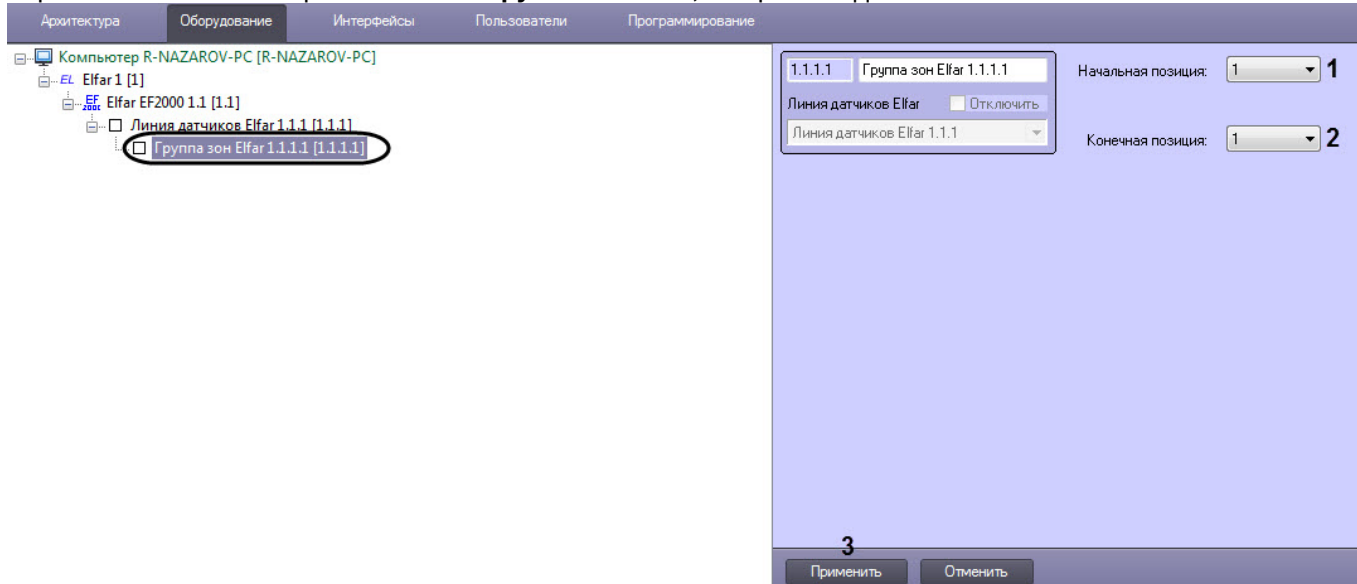 Архитектура Оборудование Интерфейсы Пользователи Программирование
Компьютер R-NAZAROV-PC [R-NAZAROV-PC]
EL Elfar 1 [1]
EF 2000 Elfar EF2000 1.1 [1.1]
Линия датчиков Elfar 1.1.1 [1.1.1]
Группа зон Elfar 1.1.1.1 [1.1.1.1]
1.1.1.1 Группа зон Elfar 1.1.1.1
Линия датчиков Elfar Отключить
Линия датчиков Elfar 1.1.1
Начальная позиция: 1 1
Конечная позиция: 1 2
3
Применить Отменить